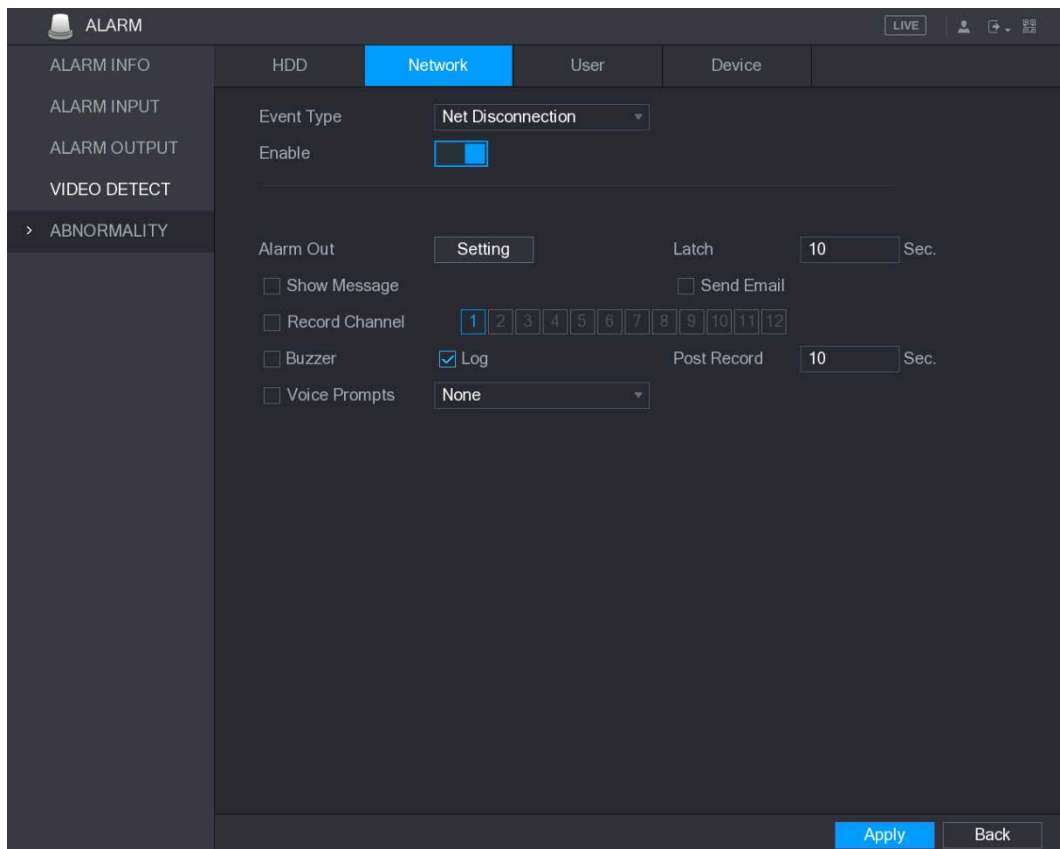 ALARM
LIVE
ALARM INFO
ALARM INPUT
ALARM OUTPUT
VIDEO DETECT
> ABNORMALITY
HDD Network User Device
Event Type Net Disconnection
Enable
Alarm Out Setting Latch 10 Sec.
Show Message Send Email
Record Channel 1 2 3 4 5 6 7 8 9 10 11 12
Buzzer Log Post Record 10 Sec.
Voice Prompts None
Apply Back